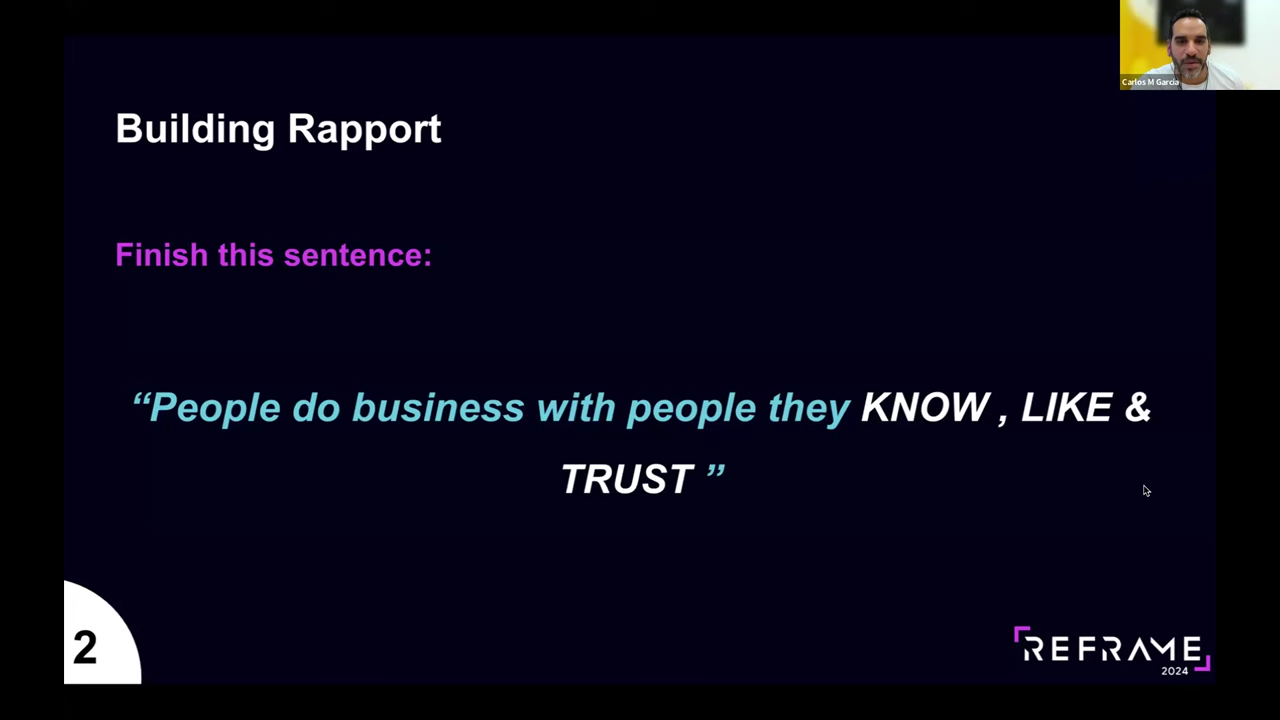 Carlos M Garcia
Building Rapport
Finish this sentence:
“People do business with people they KNOW , LIKE &
TRUST ”
2
REFRAME
2024